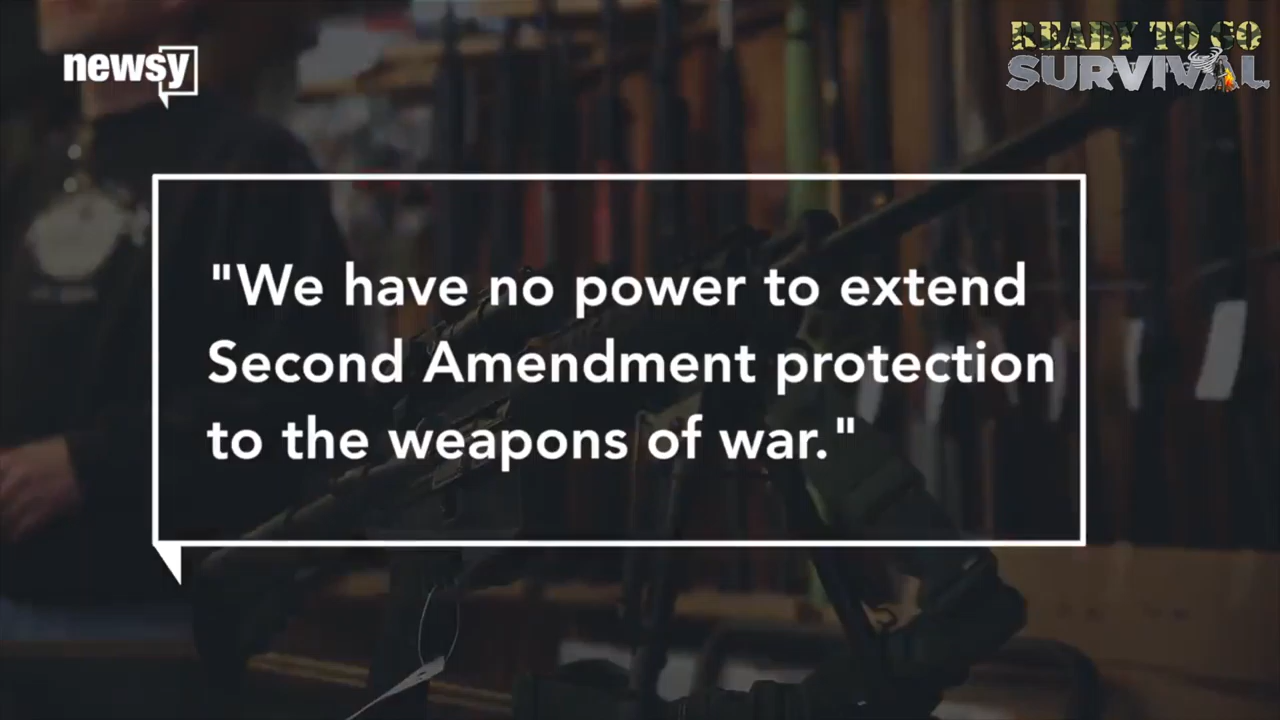 newsy
READY TO GO
SURVIVAL
"We have no power to extend
Second Amendment protection
to the weapons of war."